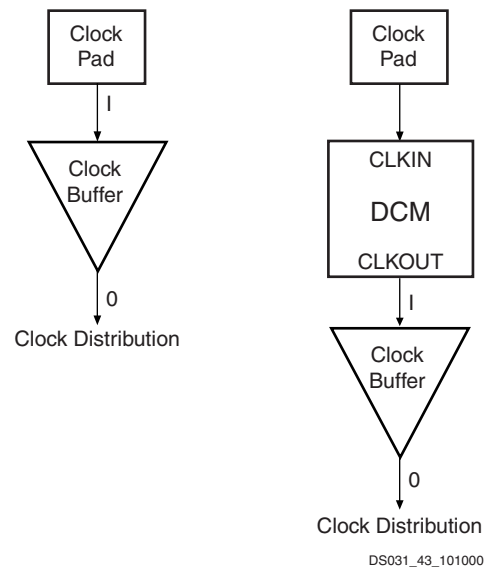 Clock
Pad
I
Clock
Buffer
0
Clock Distribution
Clock
Pad
CLKIN
DCM
CLKOUT
I
Clock
Buffer
0
Clock Distribution
DS031_43_101000